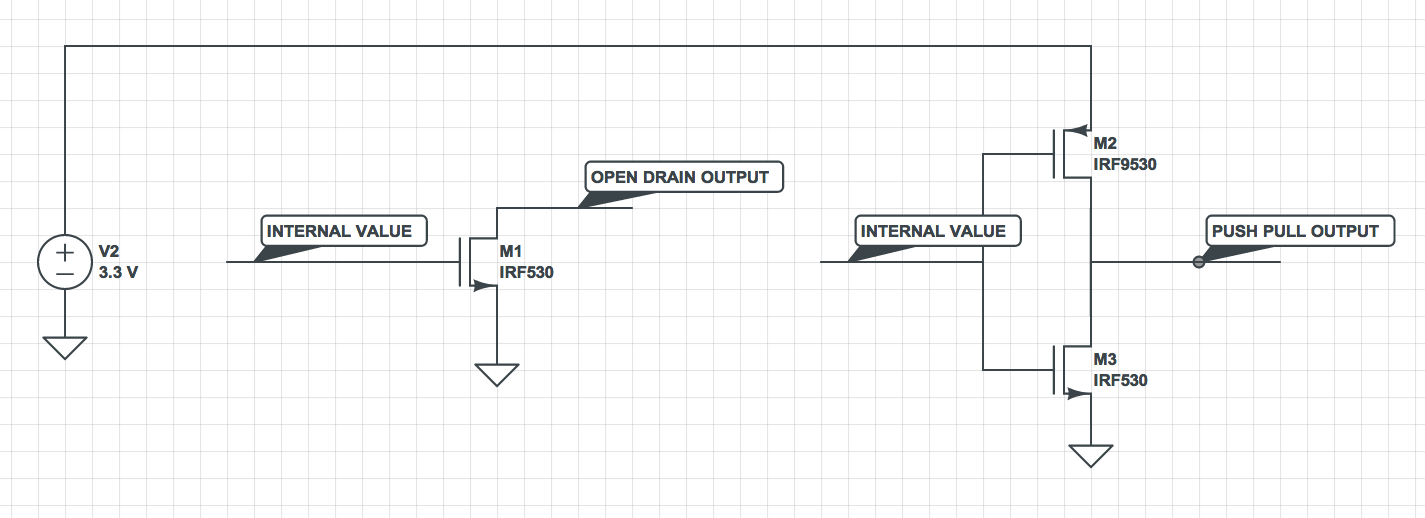 M2
IRF9530
OPEN DRAIN OUTPUT
INTERNAL VALUE
INTERNAL VALUE
PUSH PULL OUTPUT
V2
3.3 V
M1
IRF530
M3
IRF530